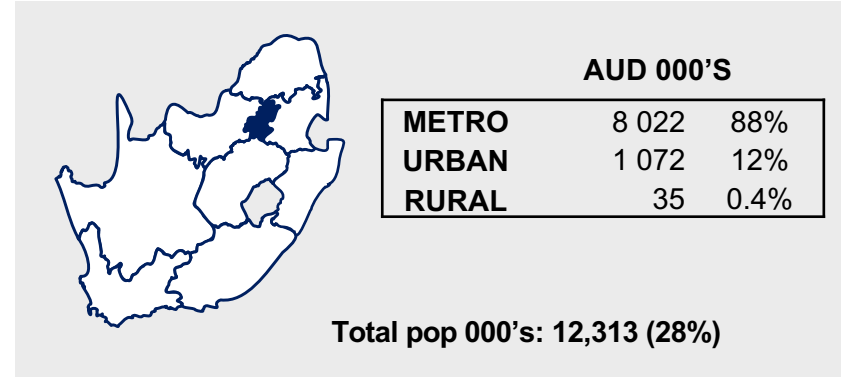 AUD 000’S
METRO 8 022 88%
URBAN 1 072 12%
RURAL 35 0.4%
Total pop 000’s: 12,313 (28%)